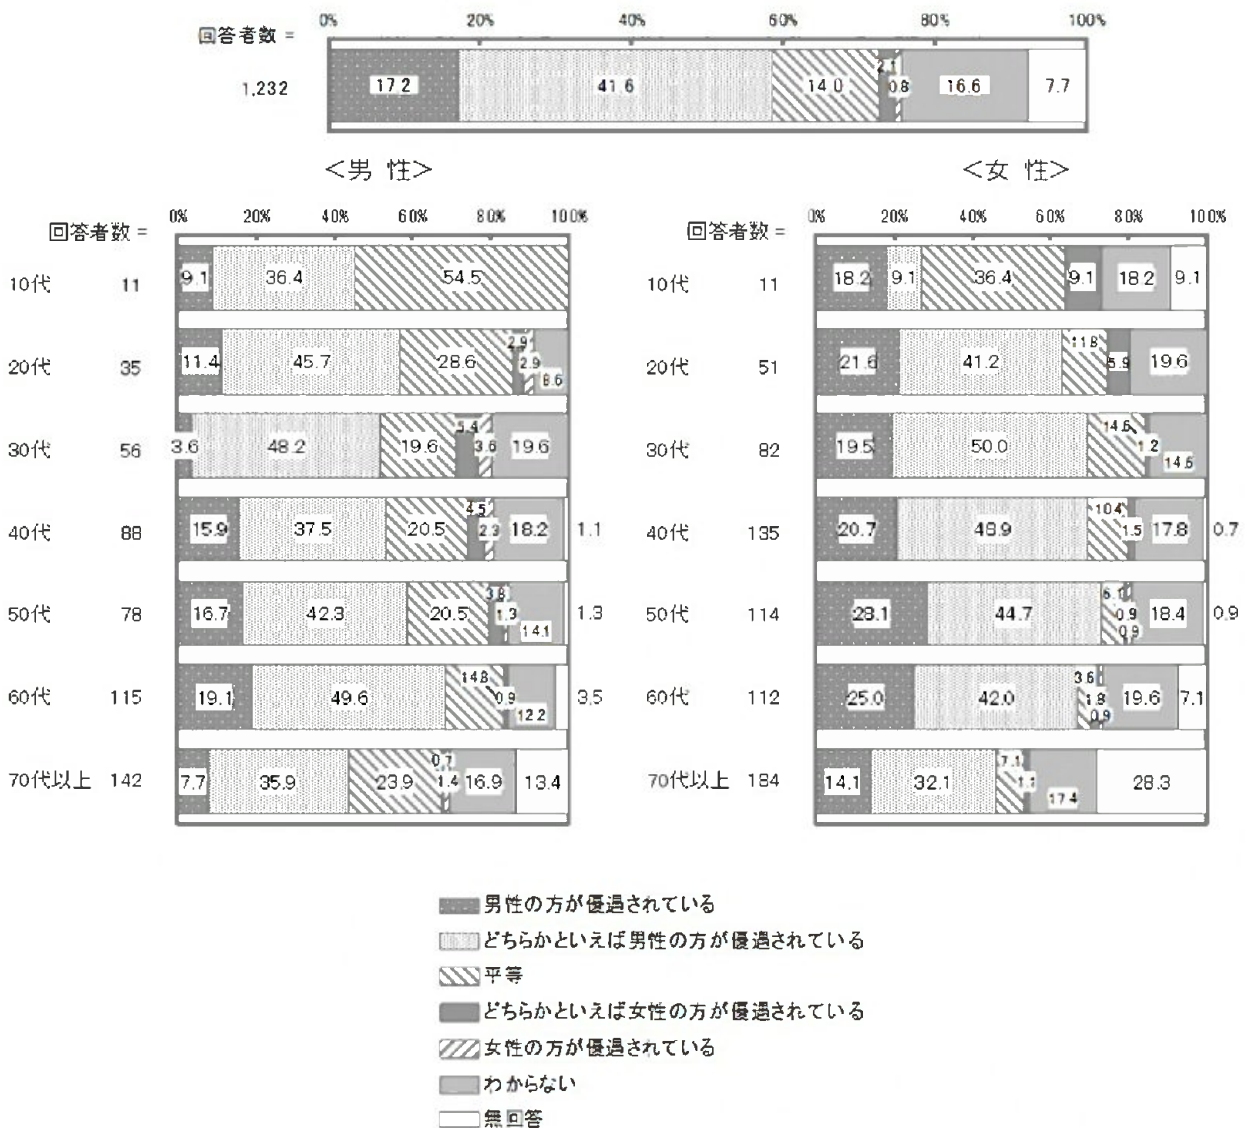 0% 20% 40% 60% 80% 100%
回答者数 =
1,232 17.2 41.6 14.0 2.1 0.8 16.6 7.7
<男 性> <女 性>
0% 20% 40% 60% 80% 100% 0% 20% 40% 60% 80% 100%
回答者数 = 回答者数 =
10代 11 9.1 36.4 54.5
10代 11 18.2 9.1 36.4 9.1 18.2 9.1
20代 35 11.4 45.7 28.6 2.9 2.9 8.6
20代 51 21.6 41.2 11.8 5.9 19.6
30代 56 3.6 48.2 19.6 5.4 3.6 19.6
30代 82 19.5 50.0 14.6 1.2 14.6
40代 88 15.9 37.5 20.5 4.5 2.3 18.2 1.1
40代 135 20.7 48.9 10.4 1.5 17.8 0.7
50代 78 16.7 42.3 20.5 3.8 1.3 14.1 1.3
50代 114 28.1 44.7 6.1 0.9 0.9 18.4 0.9
60代 115 19.1 49.6 14.8 0.9 12.2 3.5
60代 112 25.0 42.0 3.6 1.8 0.9 19.6 7.1
70代以上 142 7.7 35.9 23.9 0.7 1.4 16.9 13.4
70代以上 184 14.1 32.1 7.1 1.1 17.4 28.3
男性の方が優遇されている
どちらかといえば男性の方が優遇されている
平等
どちらかといえば女性の方が優遇されている
女性の方が優遇されている
わからない
無回答